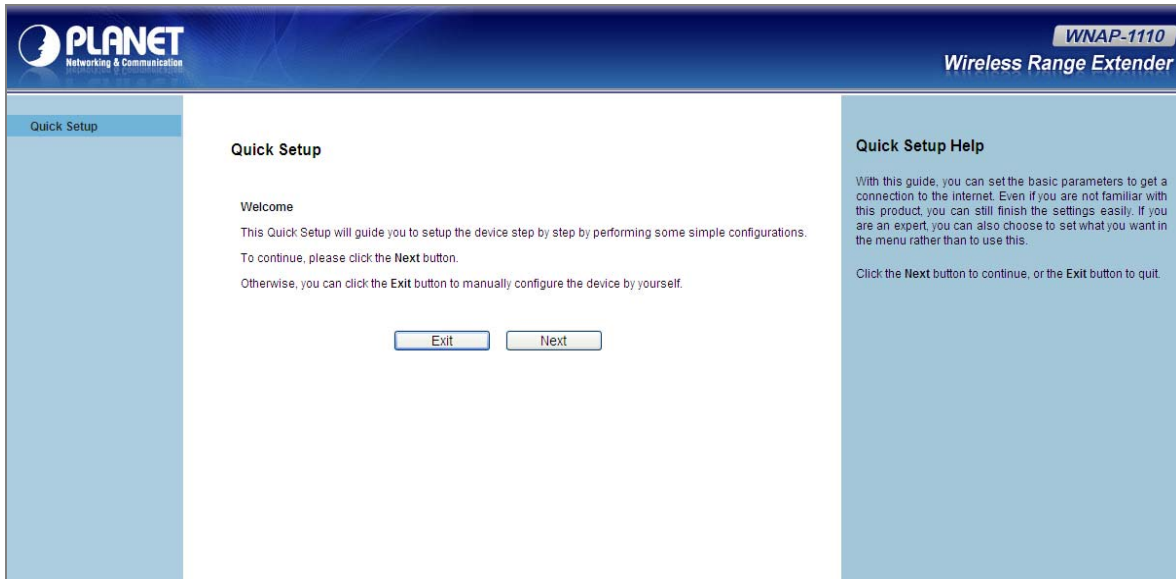 PLANET
Networking & Communication
WNAP-1110
Wireless Range Extender
Quick Setup
Quick Setup
Welcome
This Quick Setup will guide you to setup the device step by step by performing some simple configurations.
To continue, please click the Next button.
Otherwise, you can click the Exit button to manually configure the device by yourself.
Exit
Next
Quick Setup Help
With this guide, you can set the basic parameters to get a
connection to the internet. Even if you are not familiar with
this product, you can still finish the settings easily. If you
are an expert, you can also choose to set what you want in
the menu rather than to use this.
Click the Next button to continue, or the Exit button to quit.